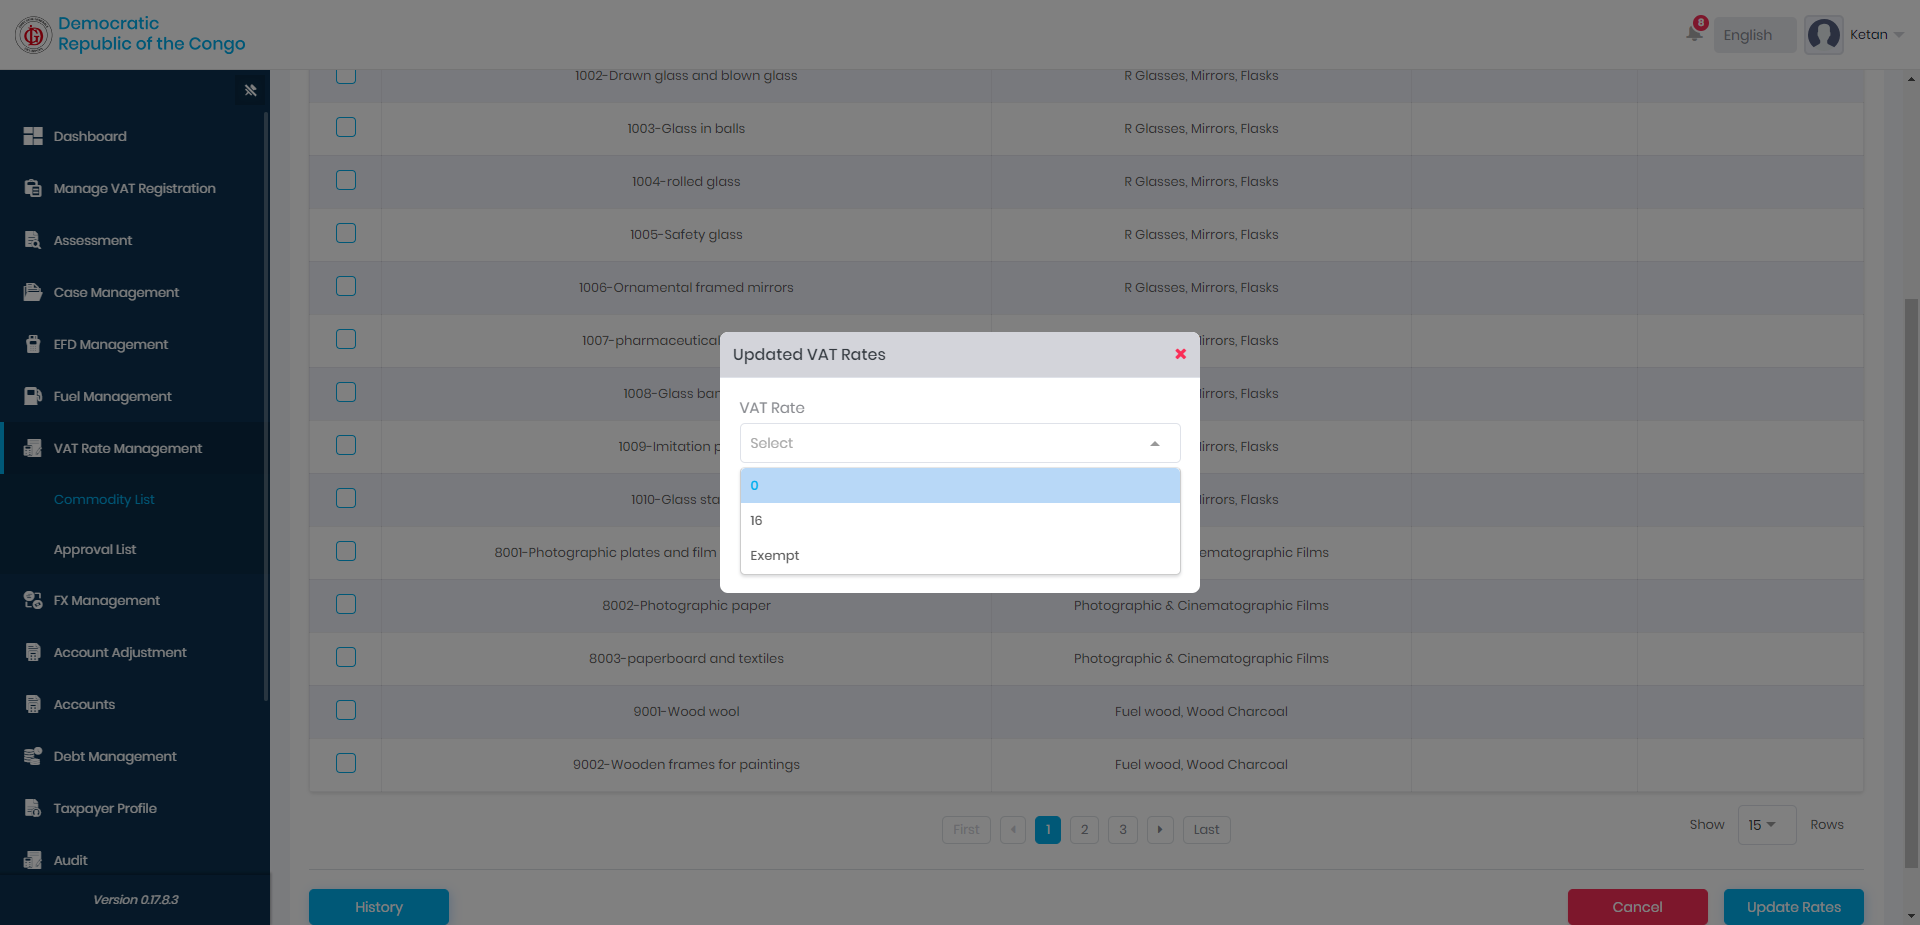 Democratic
Republic of the Congo
8
English
Ketan
Dashboard
Manage VAT Registration
Assessment
Case Management
EFD Management
Fuel Management
VAT Rate Management
Commodity List
Approval List
FX Management
Account Adjustment
Accounts
Debt Management
Taxpayer Profile
Audit
Version 0.17.8.3
1002-Drawn glass and blown glass R Glasses, Mirrors, Flasks
1003-Glass in balls R Glasses, Mirrors, Flasks
1004-rolled glass R Glasses, Mirrors, Flasks
1005-Safety glass R Glasses, Mirrors, Flasks
1006-Ornamental framed mirrors R Glasses, Mirrors, Flasks
1007-pharmaceutical irrors, Flasks
1008-Glass bar irrors, Flasks
1009-Imitation p irrors, Flasks
1010-Glass sta irrors, Flasks
8001-Photographic plates and film ematographic Films
8002-Photographic paper Photographic & Cinematographic Films
8003-paperboard and textiles Photographic & Cinematographic Films
9001-Wood wool Fuel wood, Wood Charcoal
9002-Wooden frames for paintings Fuel wood, Wood Charcoal
Updated VAT Rates
VAT Rate
Select
0
16
Exempt
First 1 2 3 Last
Show 15 Rows
History
Cancel
Update Rates